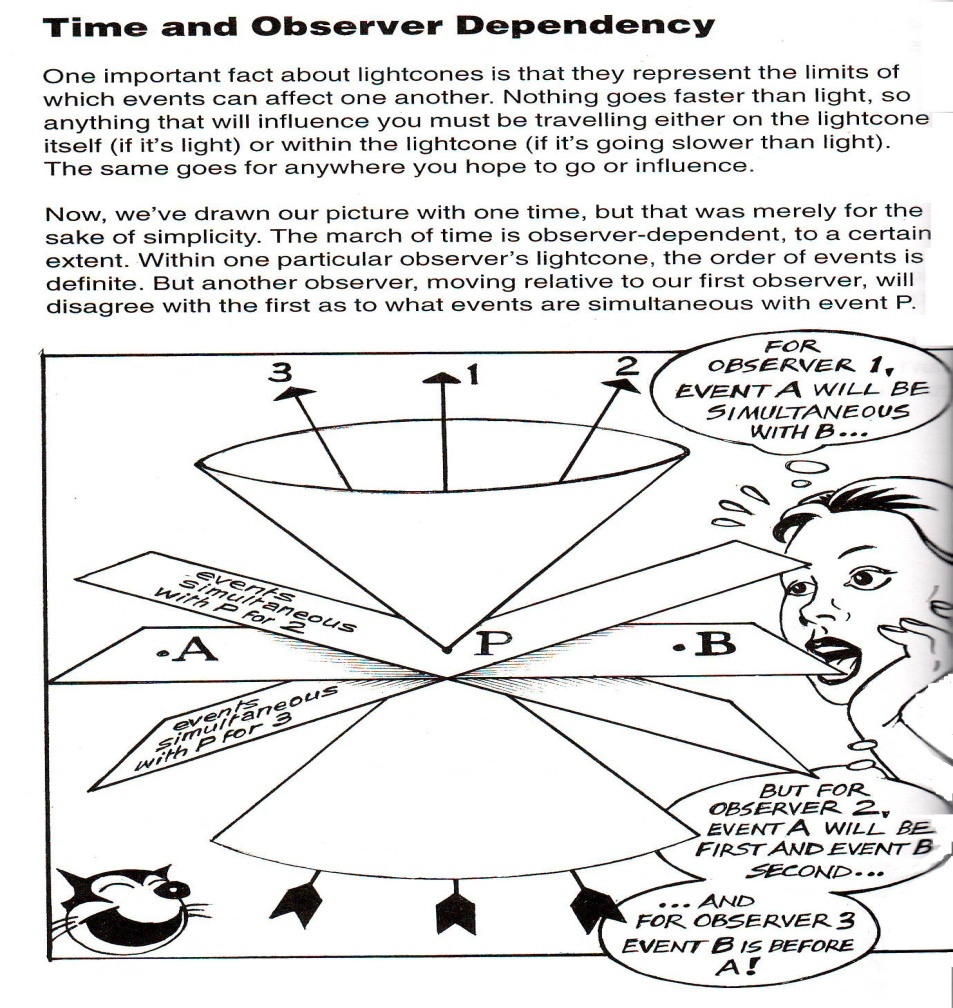 Time and Observer Dependency
One important fact about lightcones is that they represent the limits of
which events can affect one another. Nothing goes faster than light, so
anything that will influence you must be travelling either on the lightcone
itself (if it's light) or within the lightcone (if it's going slower than light).
The same goes for anywhere you hope to go or influence.
Now, we've drawn our picture with one time, but that was merely for the
sake of simplicity. The march of time is observer-dependent, to a certain
extent. Within one particular observer's lightcone, the order of events is
definite. But another observer, moving relative to our first observer, will
disagree with the first as to what events are simultaneous with event P.
3
1
2
FOR
OBSERVER 1,
EVENT A WILL BE
SIMULTANEOUS
WITH B...
events
simultaneous
with P for 2
A
P
B
events
simultaneous
with P for 3
BUT FOR
OBSERVER 2,
EVENT A WILL BE
FIRST AND EVENT B
SECOND...
... AND
FOR OBSERVER 3
EVENT B IS BEFORE
A!